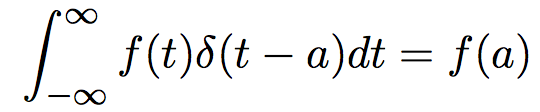 ∫_{-∞}^{∞} f(t)δ(t − a)dt = f(a)